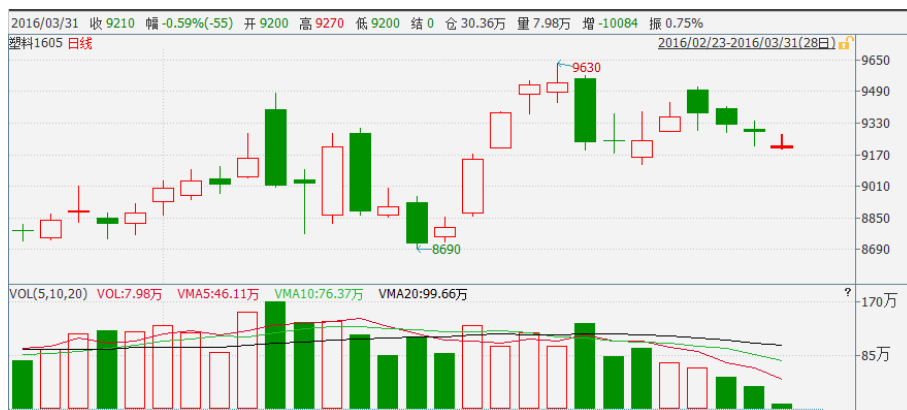 2016/03/31 收 9210 幅 -0.59%(-55) 开 9200 高 9270 低 9200 结 0 仓 30.36万 量 7.98万 增 -10084 振 0.75%
塑料1605 日线 2016/02/23-2016/03/31(28日)
9650
9630
9490
9330
9170
9010
8850
8690
8690
VOL(5,10,20) VOL:7.98万 VMA5:46.11万 VMA10:76.37万 VMA20:99.66万 ?
170万
85万